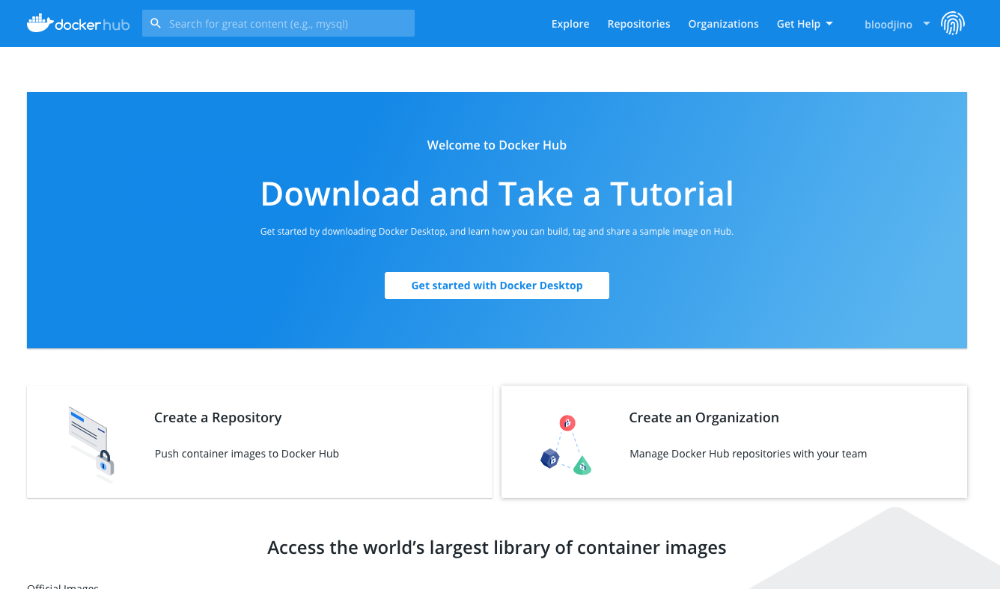 dockerhub
Search for great content (e.g., mysql)
Explore
Repositories
Organizations
Get Help
bloodjino
Welcome to Docker Hub
Download and Take a Tutorial
Get started by downloading Docker Desktop, and learn how you can build, tag and share a sample image on Hub.
Get started with Docker Desktop
Create a Repository
Push container images to Docker Hub
Create an Organization
Manage Docker Hub repositories with your team
Access the world’s largest library of container images
Official Images